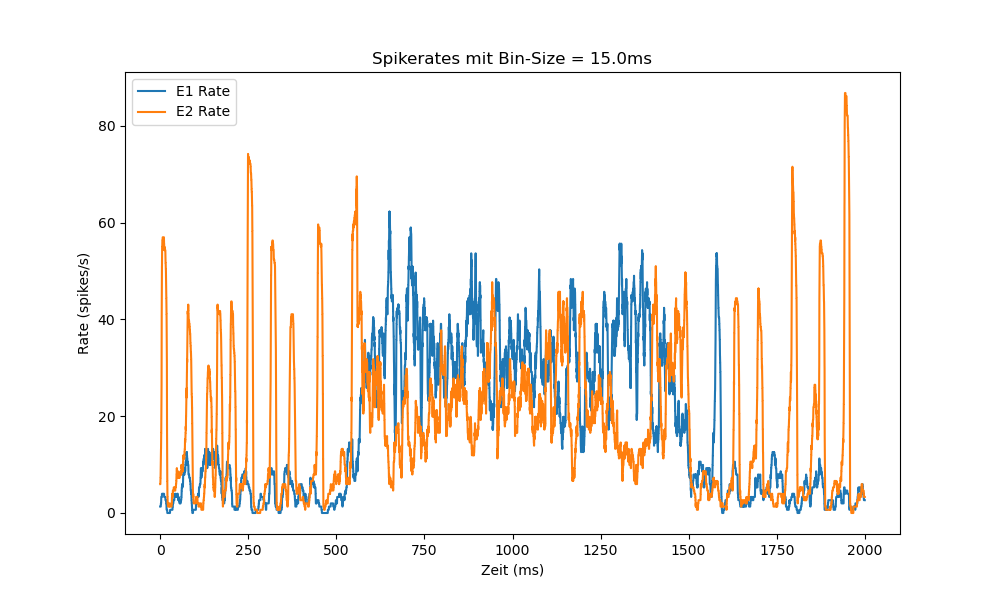 Spikerates mit Bin-Size = 15.0ms
E1 Rate
E2 Rate
Rate (spikes/s)
80
60
40
20
0
0 250 500 750 1000 1250 1500 1750 2000
Zeit (ms)